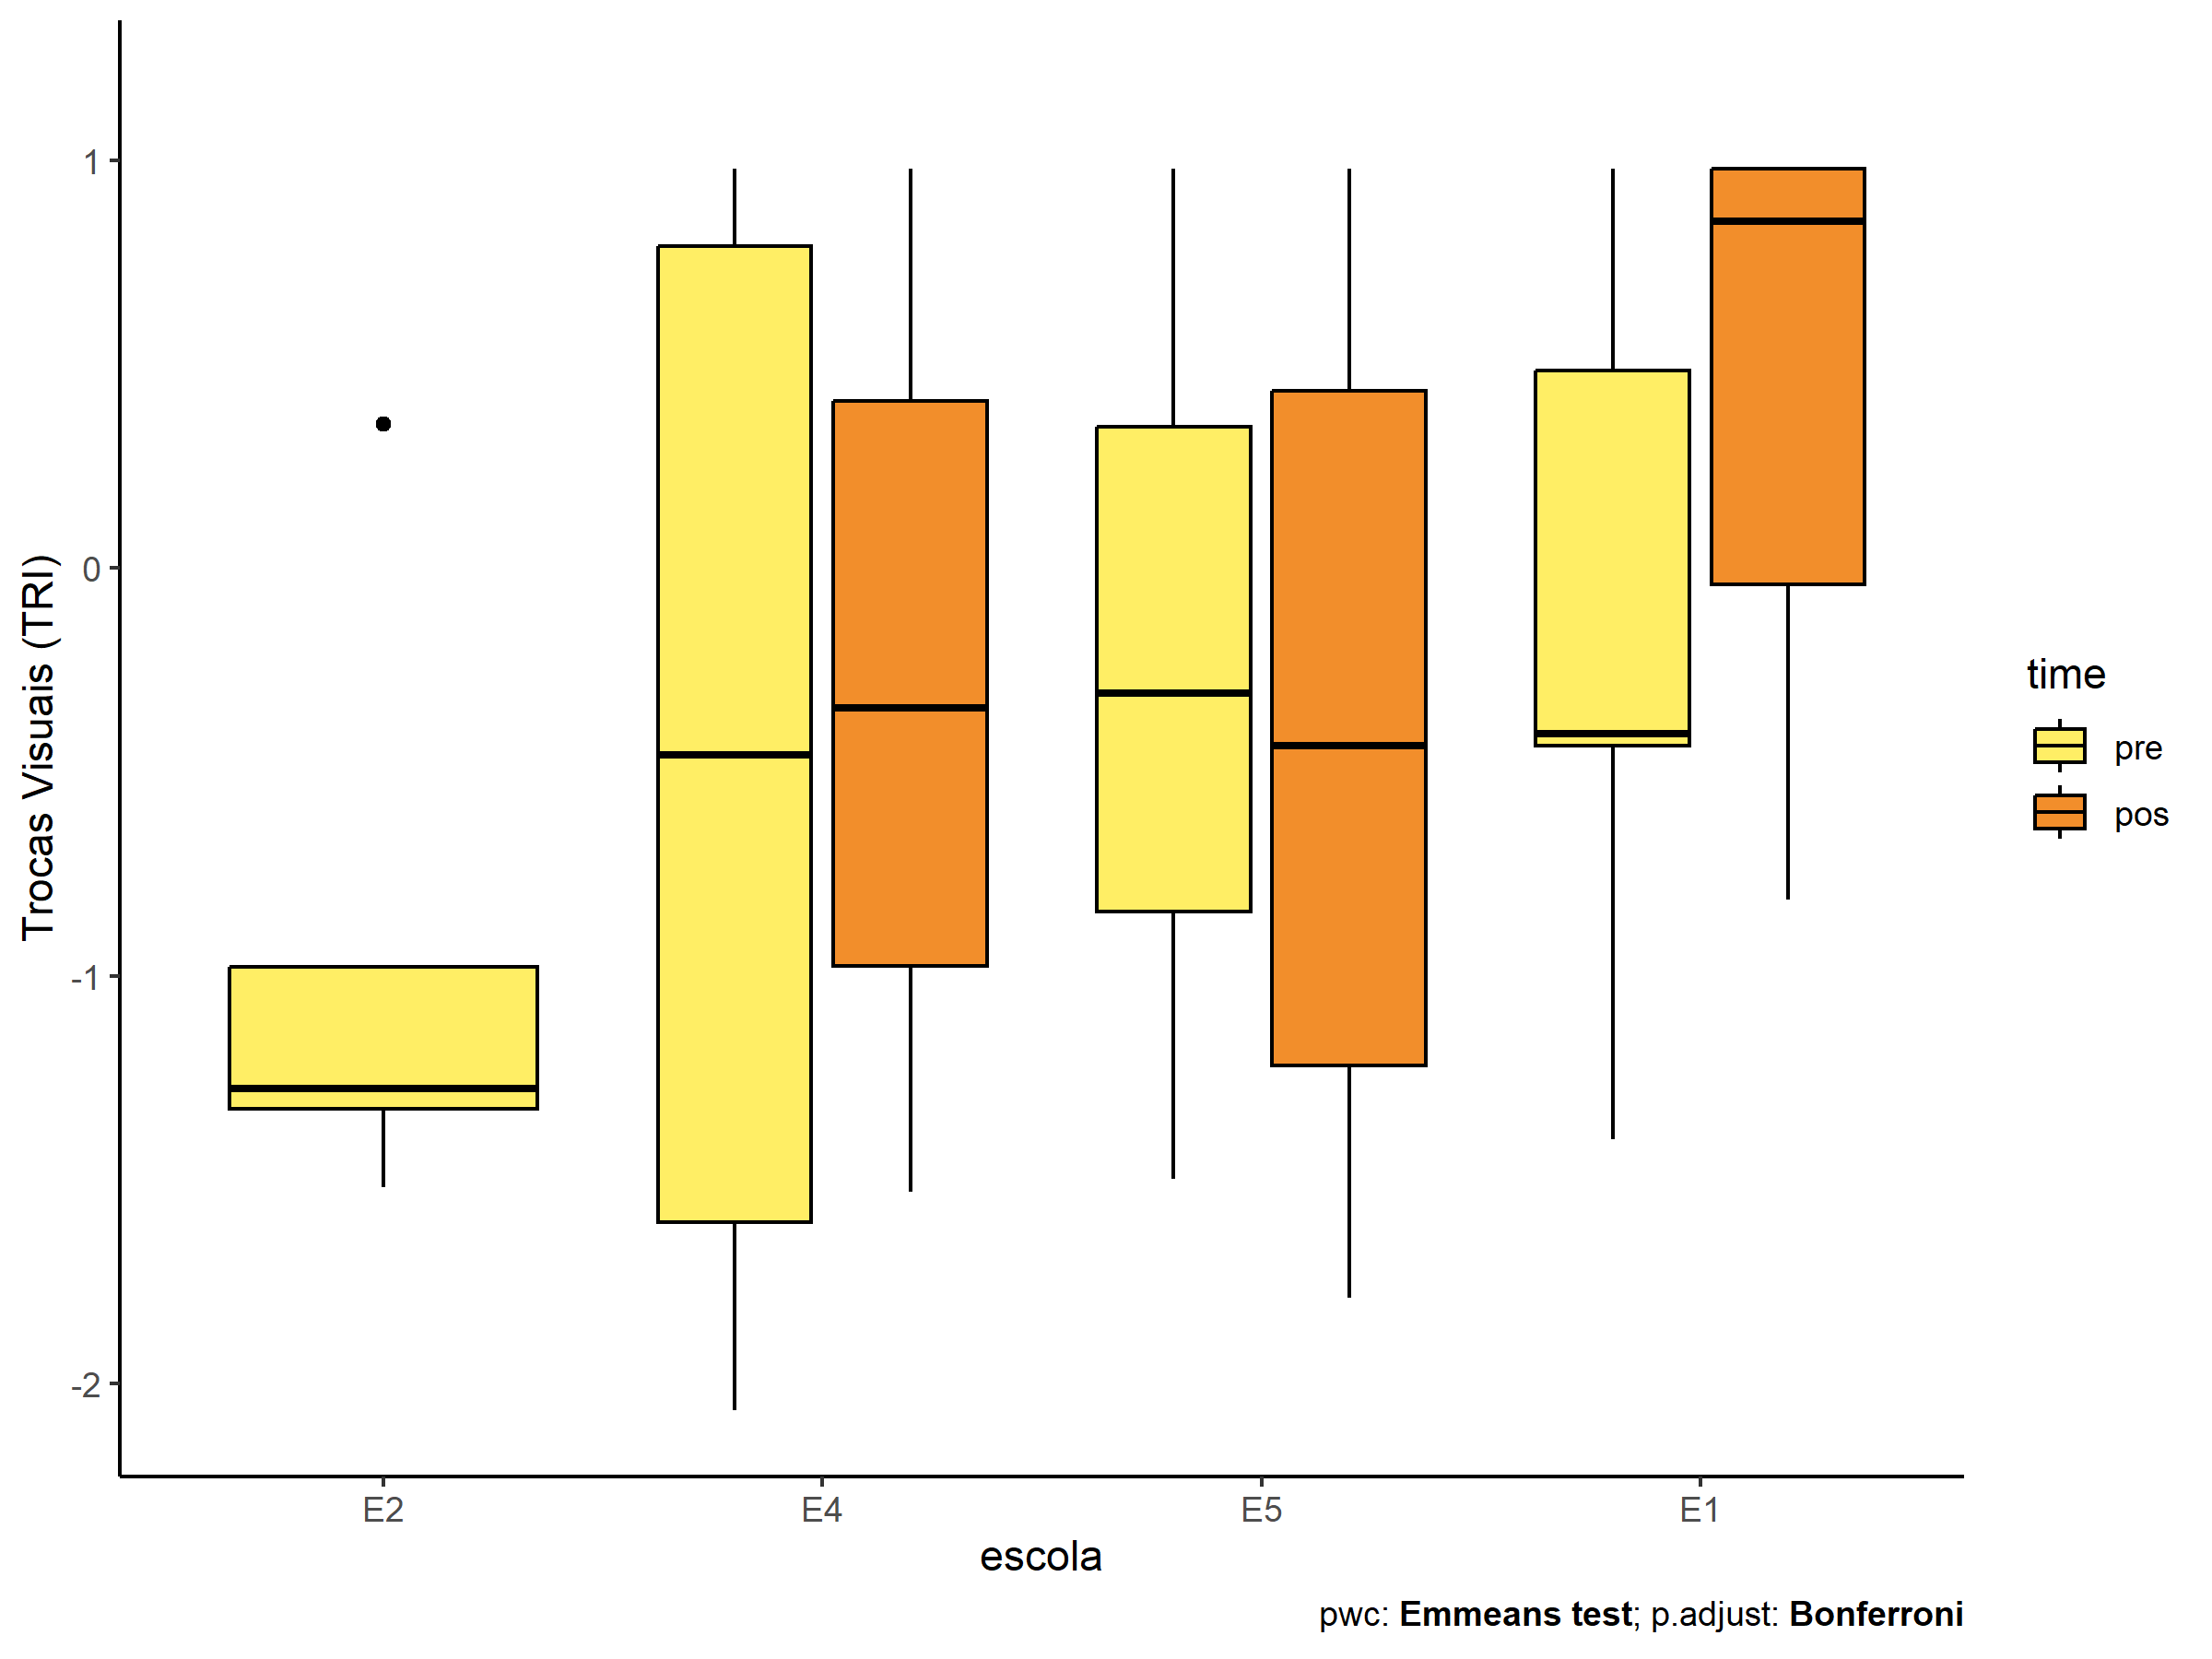 Trocas Visuais (TRI)
1
0
-1
-2
E2
E4
E5
E1
escola
time
pre
pos
pwc: Emmeans test; p.adjust: Bonferroni